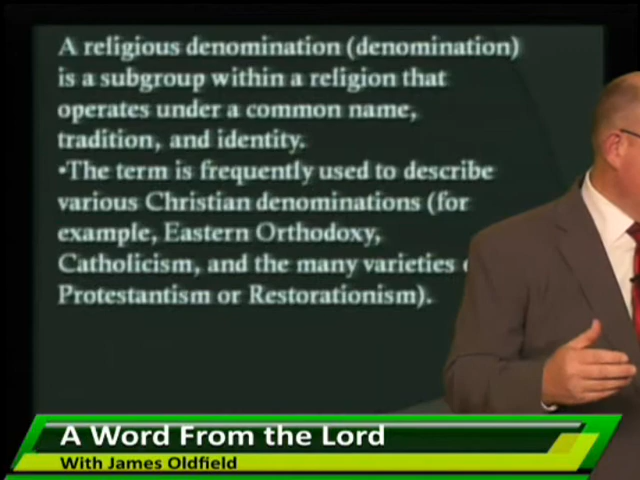 A religious denomination (denomination)
is a subgroup within a religion that
operates under a common name,
tradition, and identity.
•The term is frequently used to describe
various Christian denominations (for
example, Eastern Orthodoxy,
Catholicism, and the many varieties
Protestantism or Restorationism).
A Word From the Lord
With James Oldfield